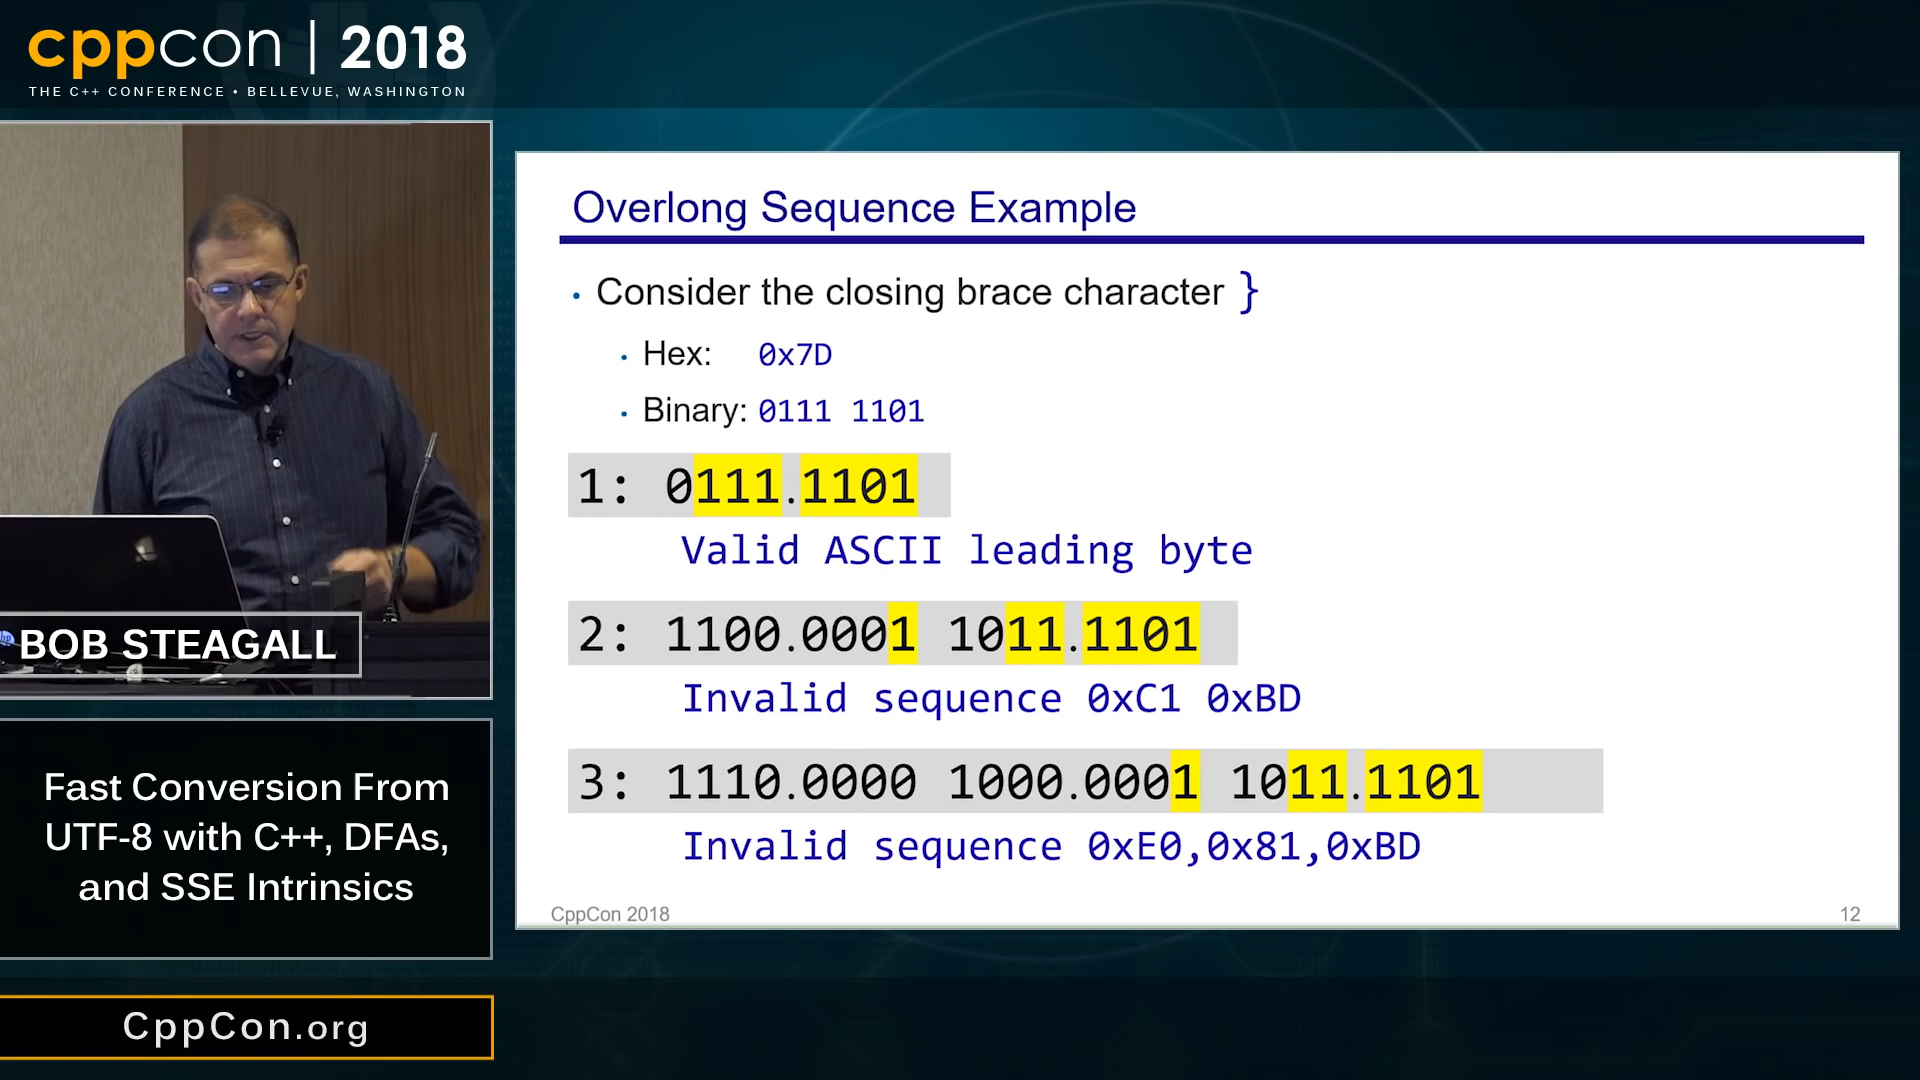 cppcon | 2018
THE C++ CONFERENCE • BELLEVUE, WASHINGTON
Overlong Sequence Example
• Consider the closing brace character }
• Hex: 0x7D
• Binary: 0111 1101
1: 0111.1101
Valid ASCII leading byte
2: 1100.0001 1011.1101
Invalid sequence 0xC1 0xBD
3: 1110.0000 1000.0001 1011.1101
Invalid sequence 0xE0,0x81,0xBD
CppCon 2018
12
hp
BOB STEAGALL
Fast Conversion From
UTF-8 with C++, DFAs,
and SSE Intrinsics
CppCon.org